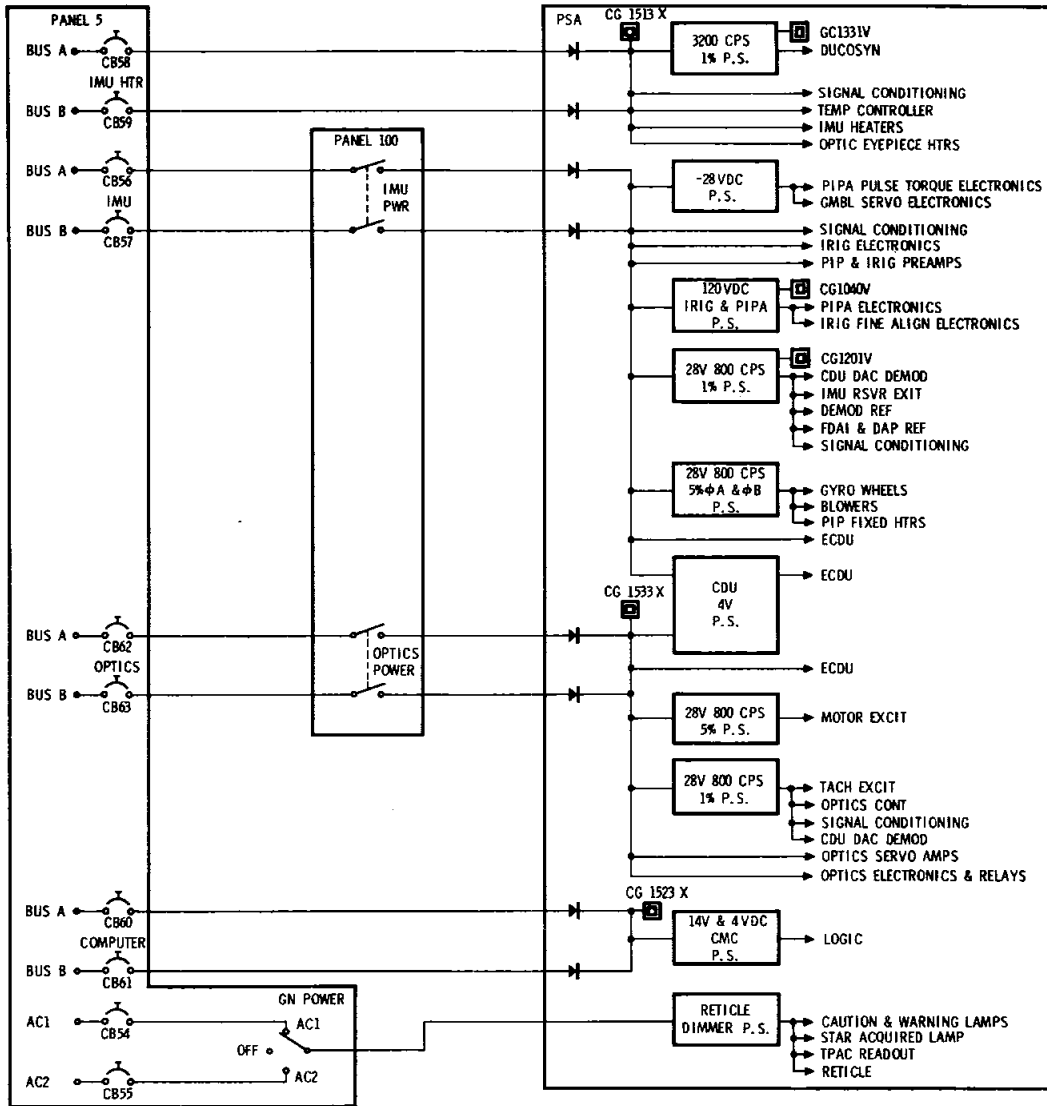 PANEL 5
BUS A
CB58
IMU HTR
BUS B
CB59
BUS A
CB56
IMU
BUS B
CB57
BUS A
CB62
OPTICS
BUS B
CB63
BUS A
CB60
COMPUTER
BUS B
CB61
GN POWER
AC1
CB54
AC1
OFF
AC2
CB55
AC2
PANEL 100
IMU
PWR
OPTICS
POWER
PSA
CG 1513 X
3200 CPS
1% P.S.
GC1331V
DUCOSYN
SIGNAL CONDITIONING
TEMP CONTROLLER
IMU HEATERS
OPTIC EYEPIECE HTRS
-28 VDC
P.S.
PIPA PULSE TORQUE ELECTRONICS
GMBL SERVO ELECTRONICS
SIGNAL CONDITIONING
IRIG ELECTRONICS
PIP & IRIG PREAMPS
120 VDC
IRIG & PIPA
P.S.
CG1040V
PIPA ELECTRONICS
IRIG FINE ALIGN ELECTRONICS
28V 800 CPS
1% P.S.
CG1201V
CDU DAC DEMOD
IMU RSVR EXIT
DEMOD REF
FDAI & DAP REF
SIGNAL CONDITIONING
28V 800 CPS
5% ϕA & ϕB
P.S.
GYRO WHEELS
BLOWERS
PIP FIXED HTRS
ECDU
CG 1533 X
CDU
4V
P.S.
ECDU
ECDU
28V 800 CPS
5% P.S.
MOTOR EXCIT
28V 800 CPS
1% P.S.
TACH EXCIT
OPTICS CONT
SIGNAL CONDITIONING
CDU DAC DEMOD
OPTICS SERVO AMPS
OPTICS ELECTRONICS & RELAYS
CG 1523 X
14V & 4 VDC
CMC
P.S.
LOGIC
RETICLE
DIMMER P.S.
CAUTION & WARNING LAMPS
STAR ACQUIRED LAMP
TPAC READOUT
RETICLE